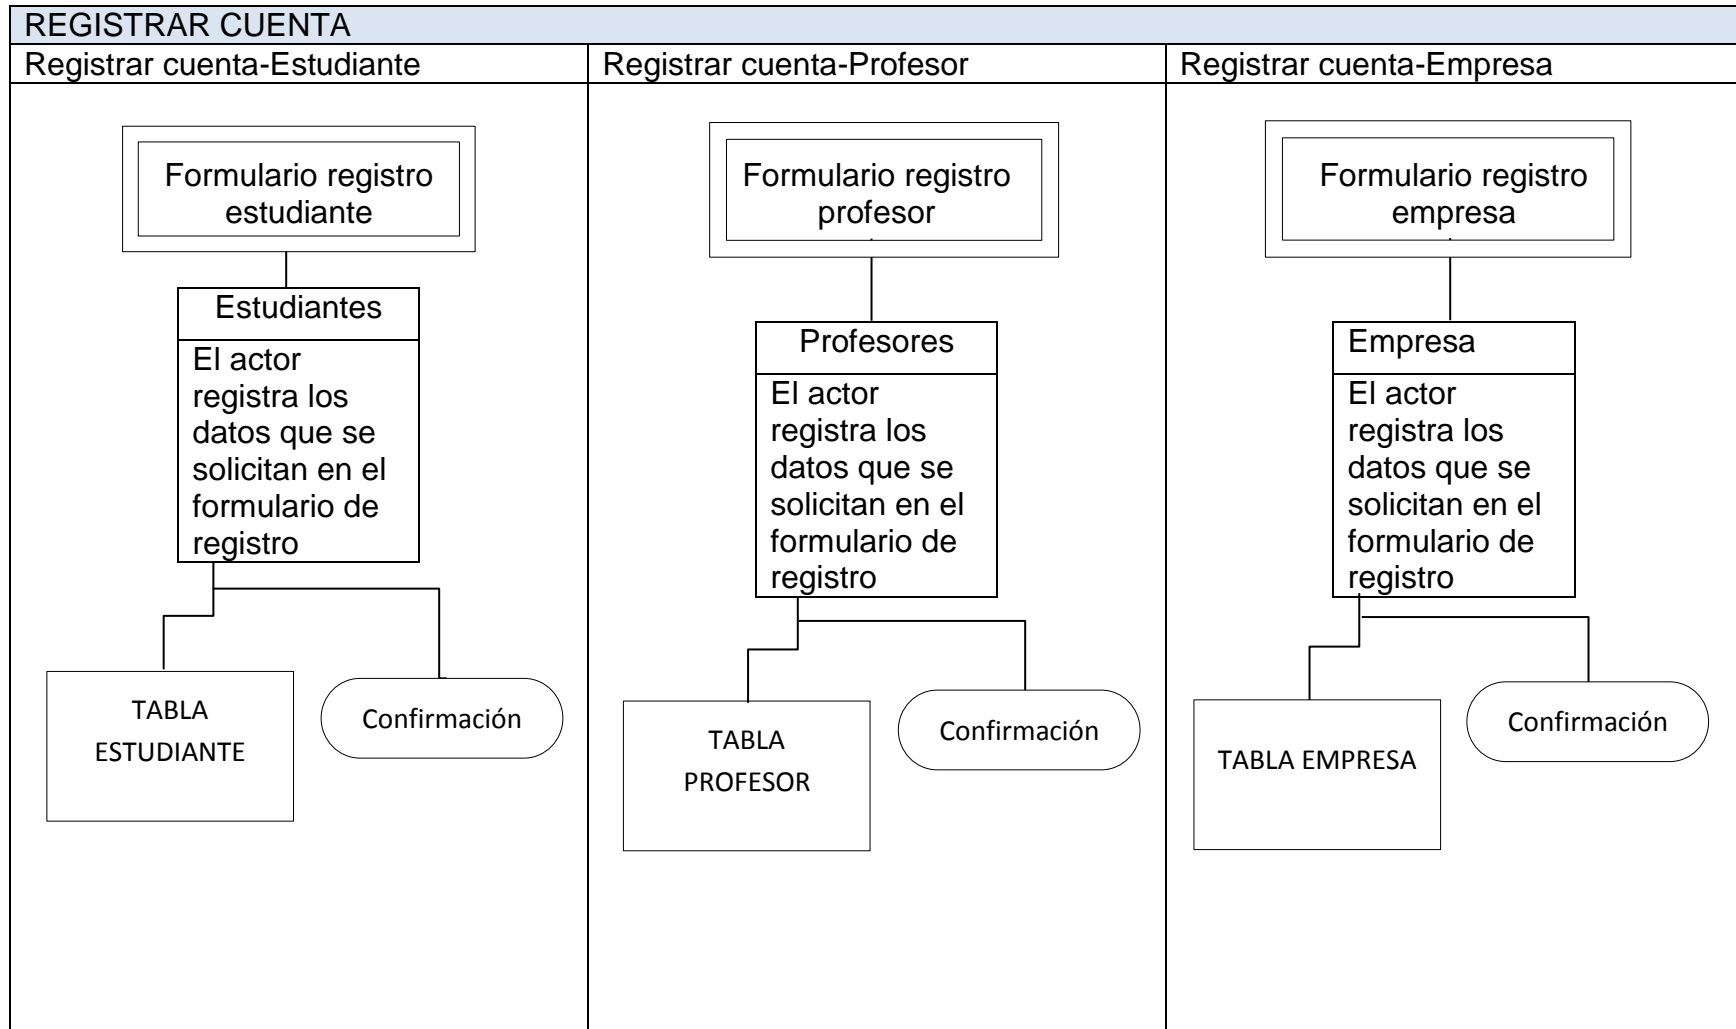 REGISTRAR CUENTA
Registrar cuenta-Estudiante
Formulario registro
estudiante
Estudiantes
El actor
registra los
datos que se
solicitan en el
formulario de
registro
TABLA
ESTUDIANTE
Confirmación
Registrar cuenta-Profesor
Formulario registro
profesor
Profesores
El actor
registra los
datos que se
solicitan en el
formulario de
registro
TABLA
PROFESOR
Confirmación
Registrar cuenta-Empresa
Formulario registro
empresa
Empresa
El actor
registra los
datos que se
solicitan en el
formulario de
registro
TABLA EMPRESA
Confirmación